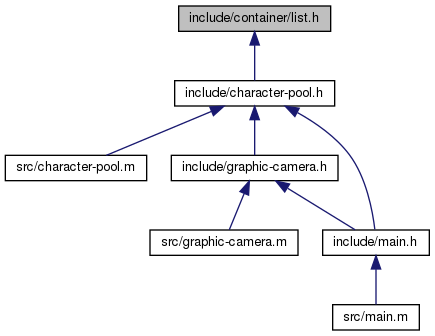 include/container/list.h
include/character-pool.h
src/character-pool.m
include/graphic-camera.h
src/graphic-camera.m
include/main.h
src/main.m